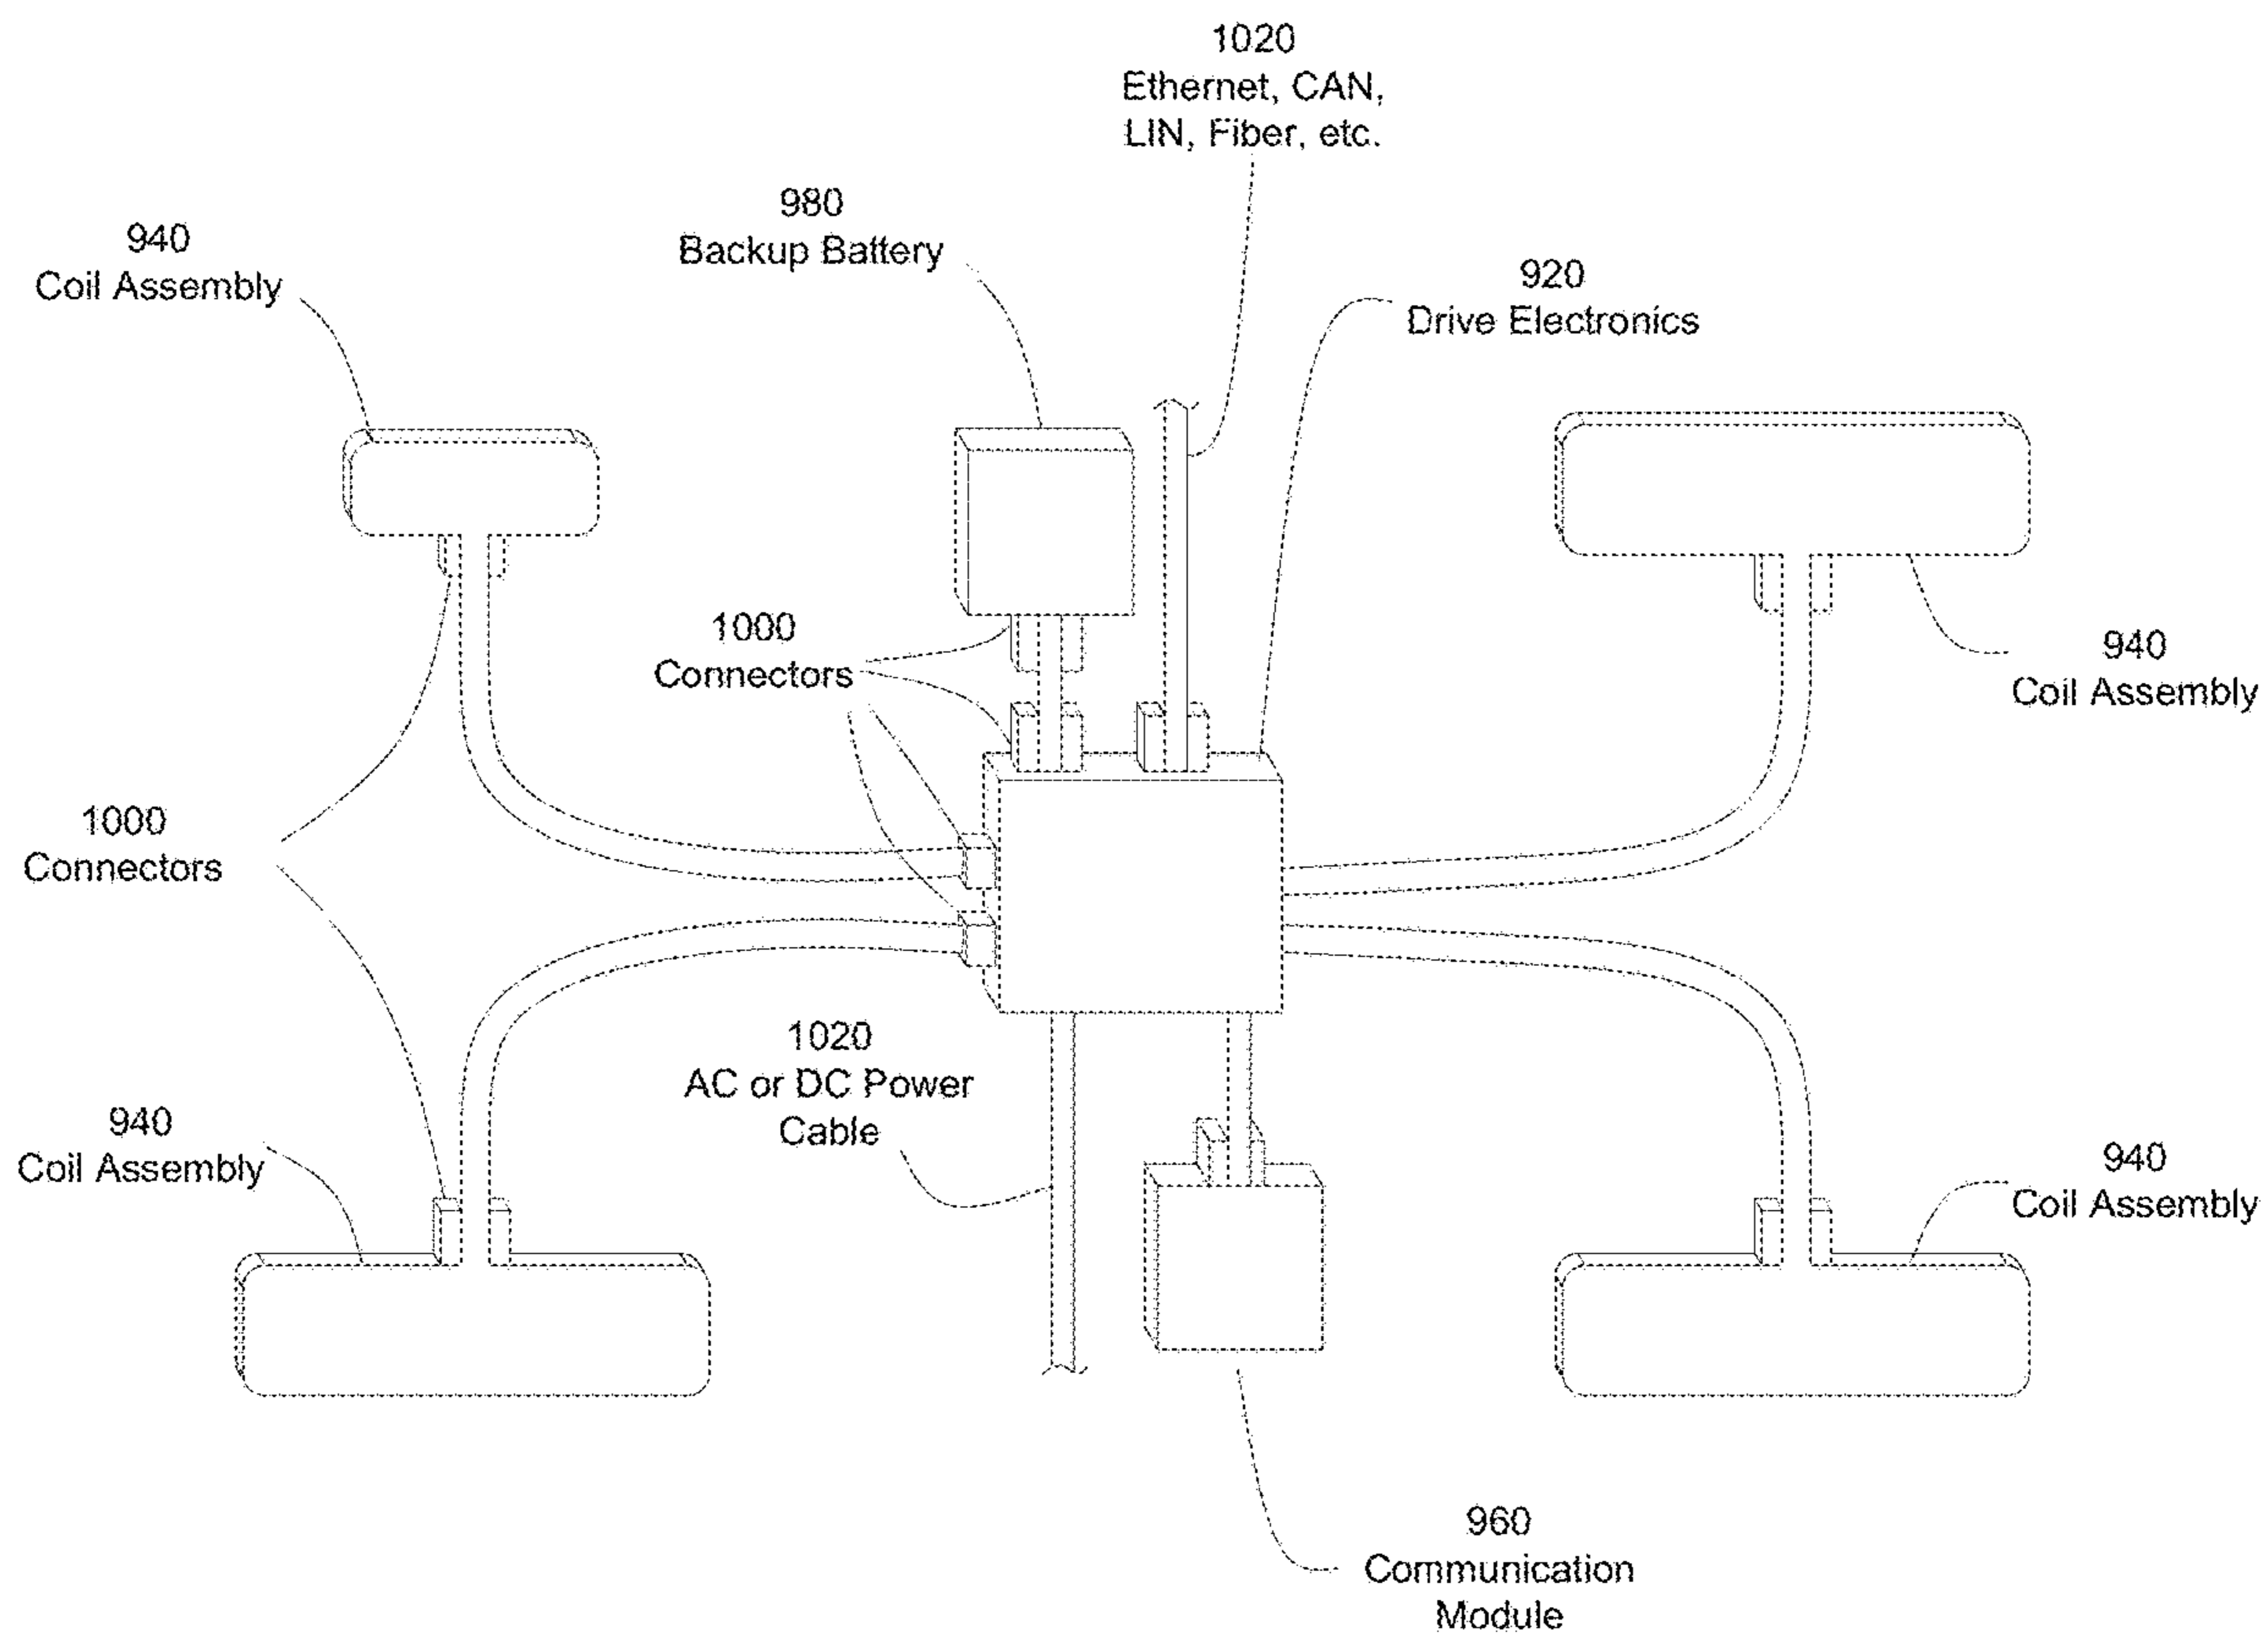 1020
Ethernet, CAN,
LIN, Fiber, etc.
980
Backup Battery
940
Coil Assembly
920
Drive Electronics
1000
Connectors
940
Coil Assembly
1000
Connectors
1020
AC or DC Power
Cable
940
Coil Assembly
940
Coil Assembly
960
Communication
Module